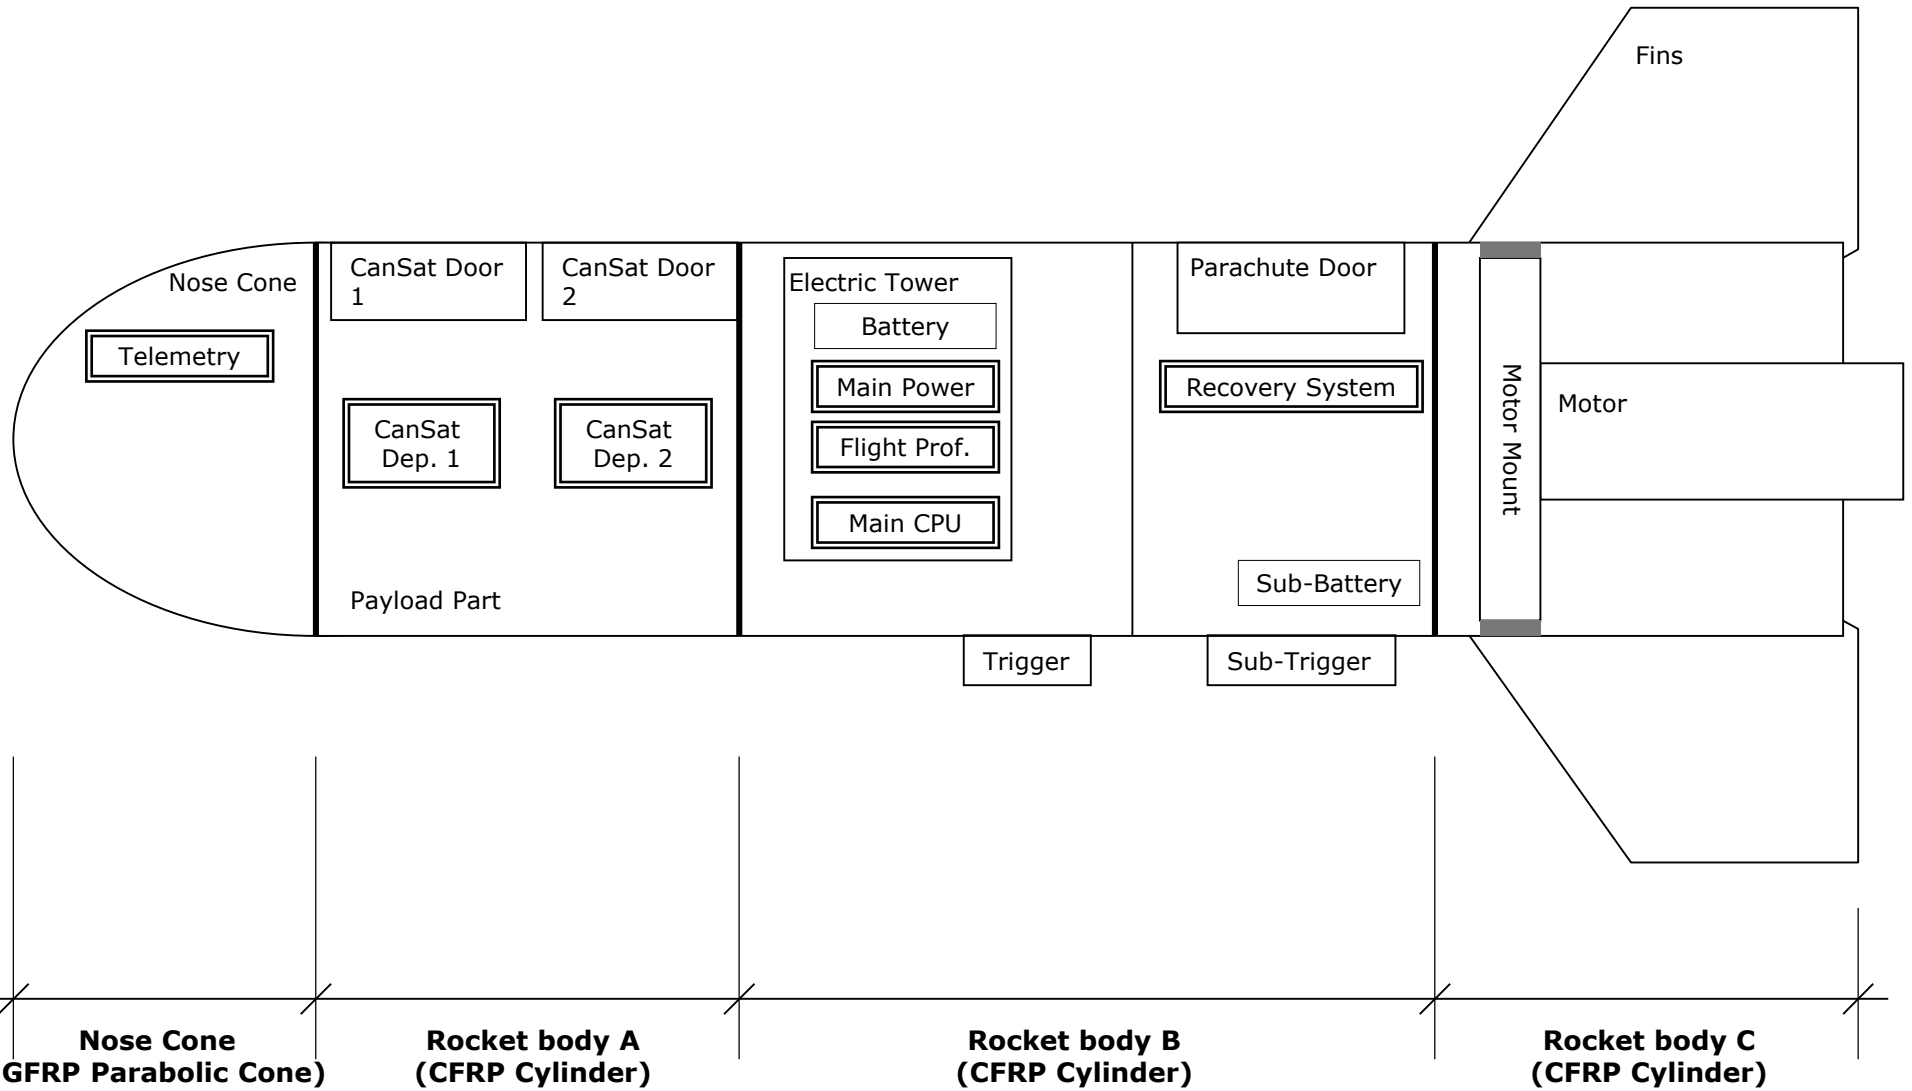 Fins
Nose Cone
Telemetry
CanSat Door
1
CanSat Door
2
CanSat
Dep. 1
CanSat
Dep. 2
Payload Part
Electric Tower
Battery
Main Power
Flight Prof.
Main CPU
Parachute Door
Recovery System
Sub-Battery
Trigger
Sub-Trigger
Motor Mount
Motor
Nose Cone
GFRP Parabolic Cone)
Rocket body A
(CFRP Cylinder)
Rocket body B
(CFRP Cylinder)
Rocket body C
(CFRP Cylinder)